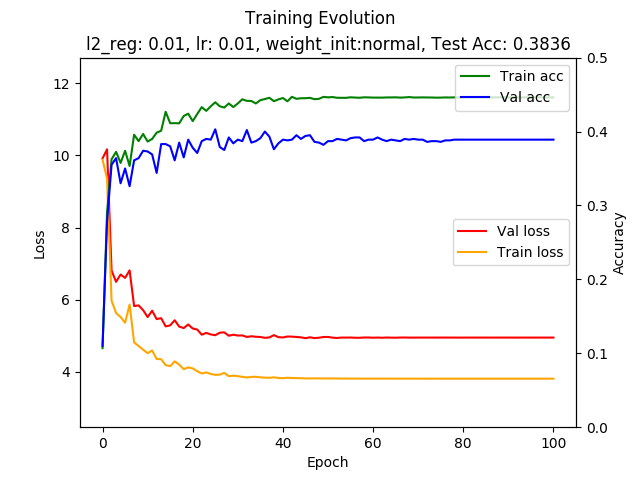 Training Evolution
l2_reg: 0.01, lr: 0.01, weight_init:normal, Test Acc: 0.3836
12
10
8
6
4
Loss
0.5
0.4
0.3
0.2
0.1
0.0
Accuracy
Train acc
Val acc
Val loss
Train loss
0 20 40 60 80 100
Epoch